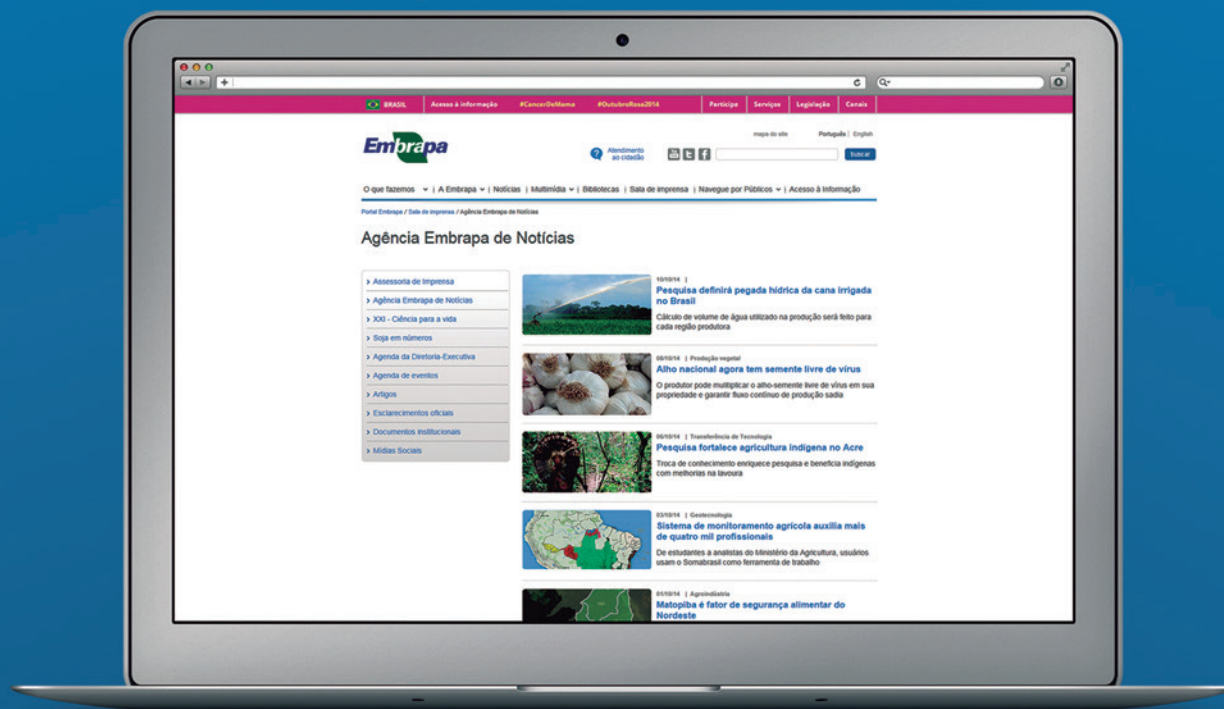 BRASIL Acesso à informação #CancerDeMama #OutubroRosa2014 Participe Serviços Legislação Canais
mapa do site Português | English
Embrapa
Atendimento
ao cidadão
buscar
O que fazemos | A Embrapa | Notícias | Multimídia | Bibliotecas | Sala de imprensa | Navegue por Públicos | Acesso à Informação
Portal Embrapa / Sala de imprensa / Agência Embrapa de Notícias
Agência Embrapa de Notícias
> Assessoria de Imprensa
> Agência Embrapa de Notícias
> XXI - Ciência para a vida
> Soja em números
> Agenda da Diretoria-Executiva
> Agenda de eventos
> Artigos
> Esclarecimentos oficiais
> Documentos institucionais
> Mídias Sociais
10/10/14 |
Pesquisa definirá pegada hídrica da cana irrigada
no Brasil
Cálculo de volume de água utilizado na produção será feito para
cada região produtora
08/10/14 | Produção vegetal
Alho nacional agora tem semente livre de vírus
O produtor pode multiplicar o alho-semente livre de vírus em sua
propriedade e garantir fluxo contínuo de produção sadia
06/10/14 | Transferência de Tecnologia
Pesquisa fortalece agricultura indígena no Acre
Troca de conhecimento enriquece pesquisa e beneficia indígenas
com melhorias na lavoura
03/10/14 | Geotecnologia
Sistema de monitoramento agrícola auxilia mais
de quatro mil profissionais
De estudantes a analistas do Ministério da Agricultura, usuários
usam o Somabrasil como ferramenta de trabalho
01/10/14 | Agroindústria
Matopiba é fator de segurança alimentar do
Nordeste